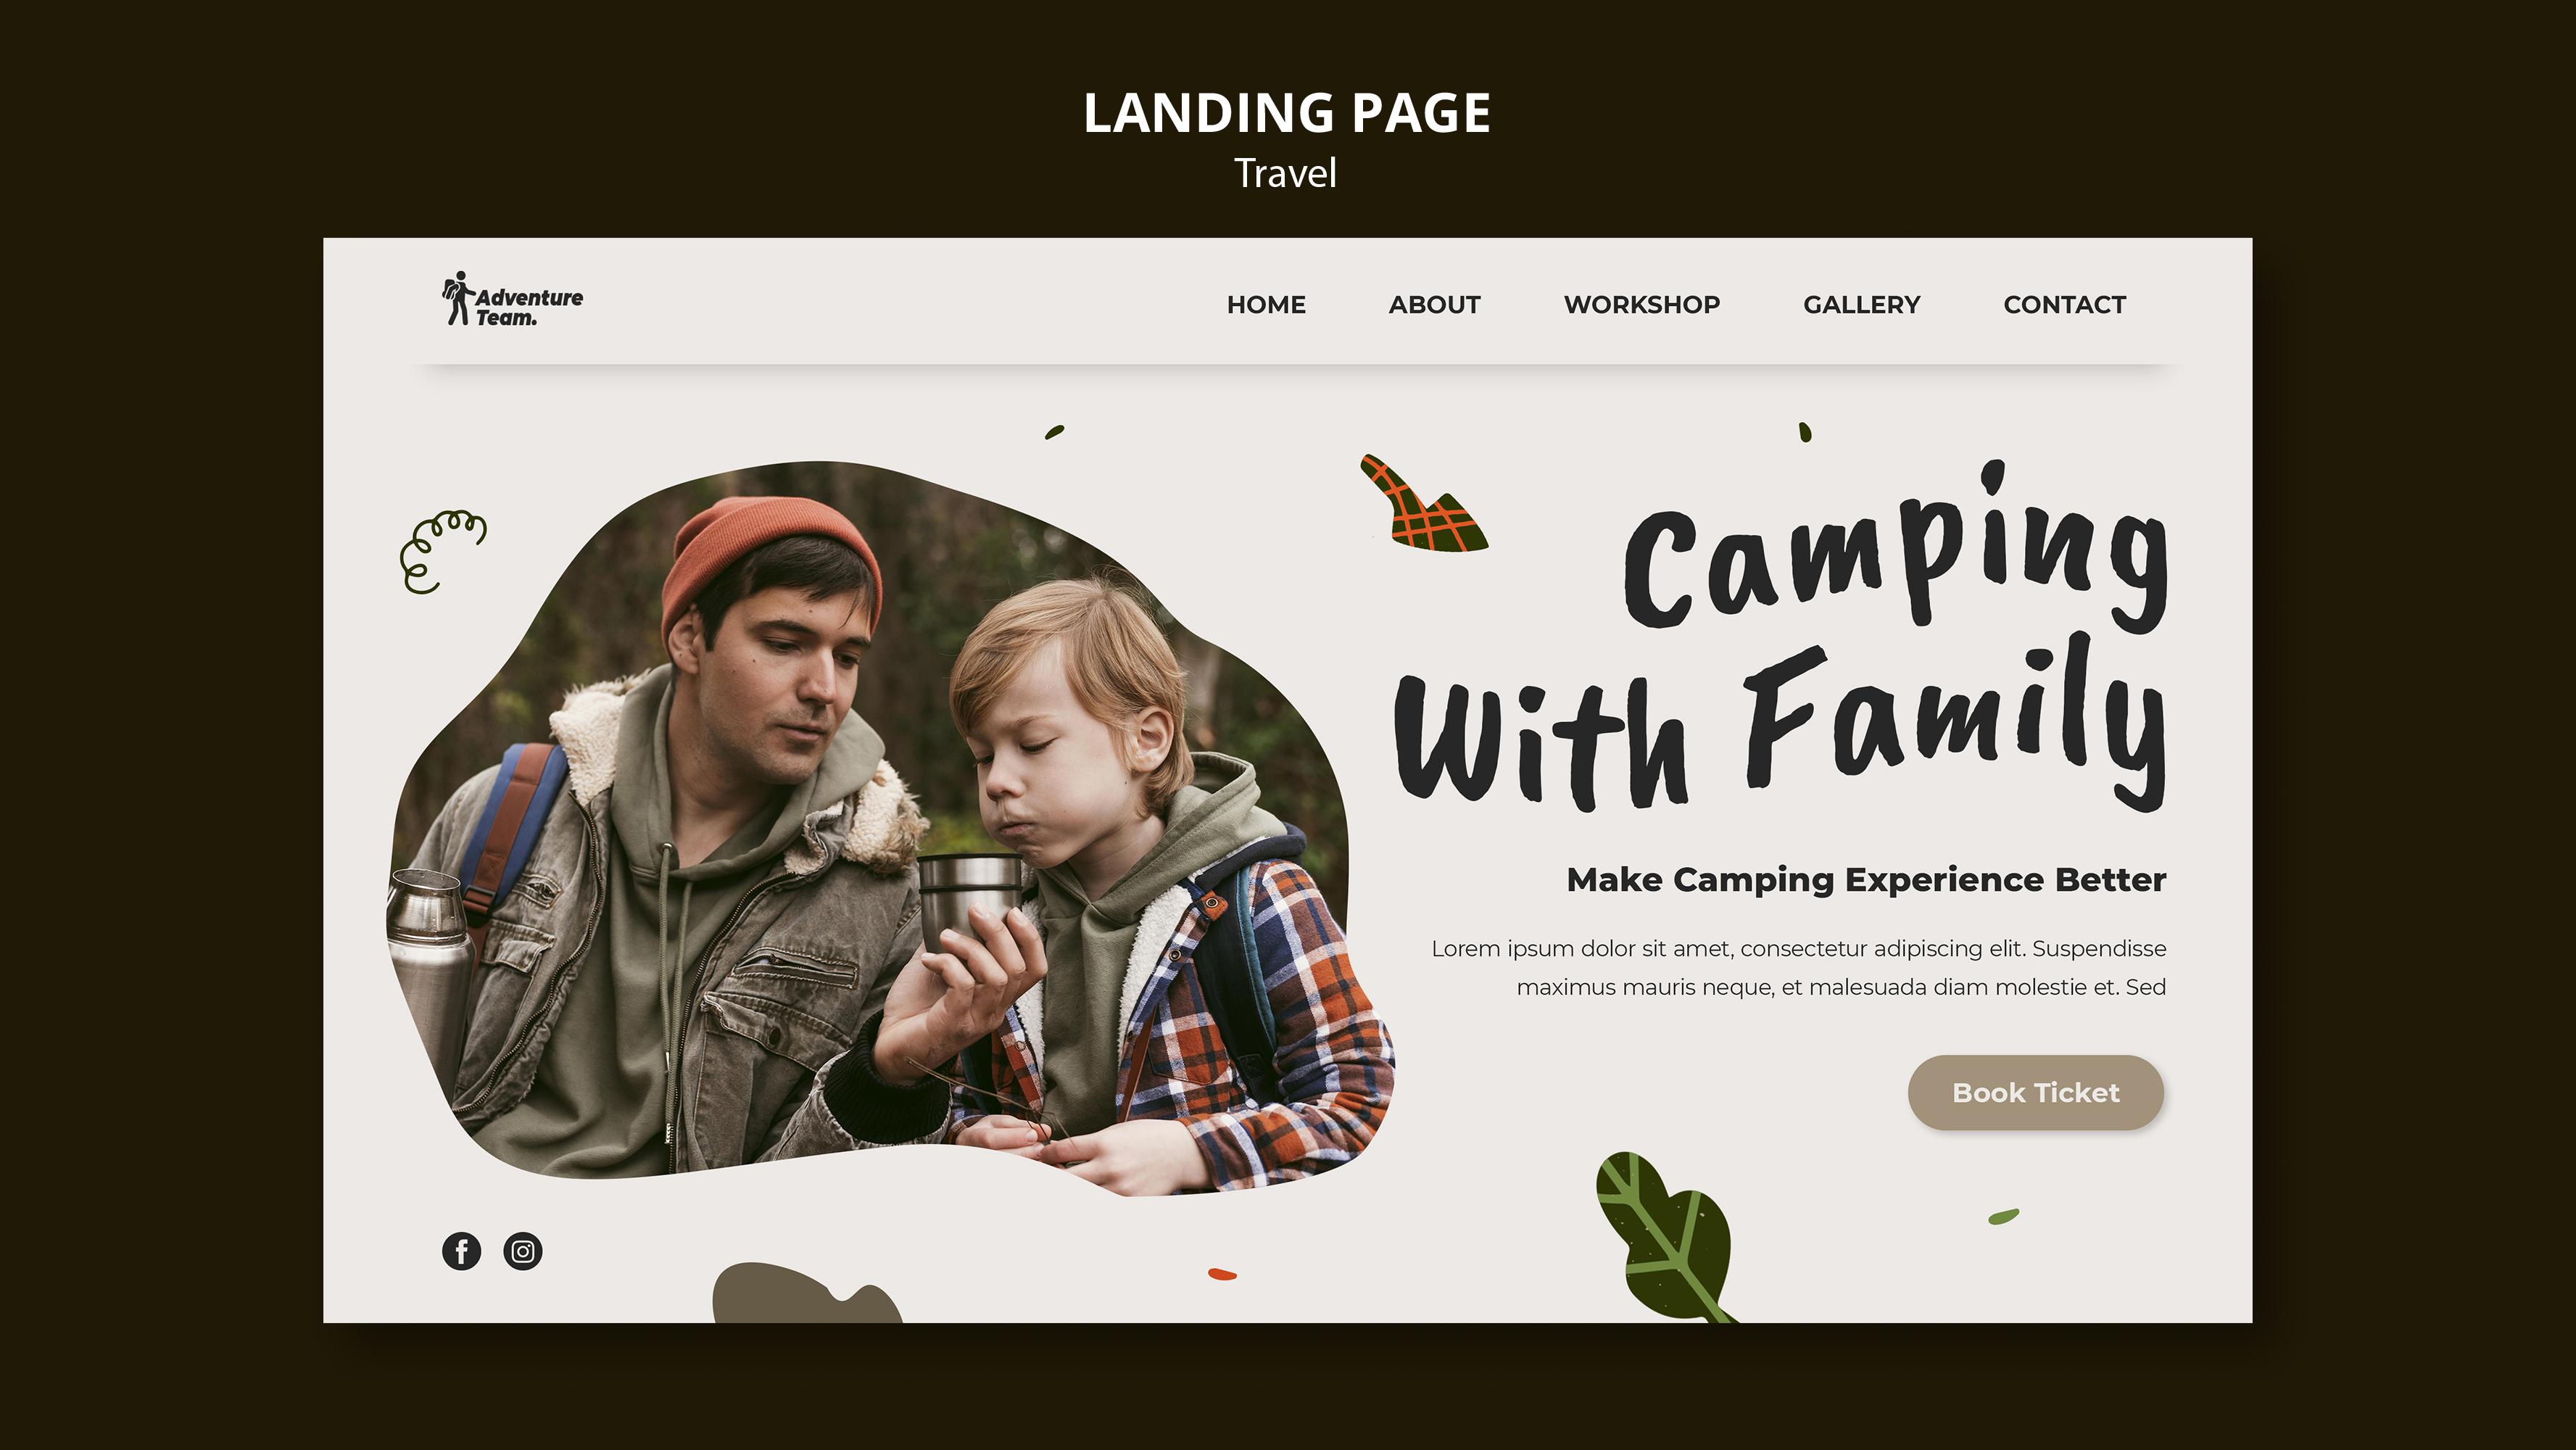 LANDING PAGE
Travel
Adventure
Team.
HOME ABOUT WORKSHOP GALLERY CONTACT
Camping
With Family
Make Camping Experience Better
Lorem ipsum dolor sit amet, consectetur adipiscing elit. Suspendisse
maximus mauris neque, et malesuada diam molestie et. Sed
Book Ticket